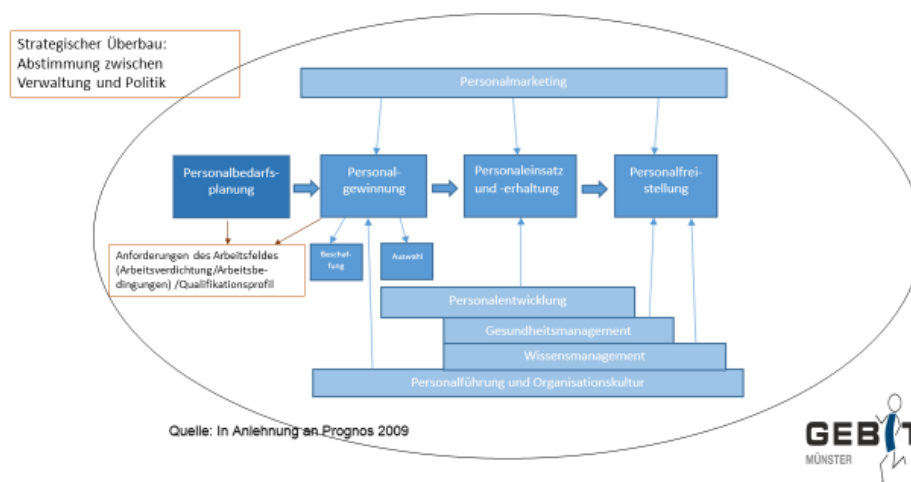 Strategischer Überbau:
Abstimmung zwischen
Verwaltung und Politik
Personalmarketing
Personalbedarfs-
planung
Personal-
gewinnung
Personaleinsatz
und -erhaltung
Personalfrei-
stellung
Anforderungen des Arbeitsfeldes
(Arbeitsverdichtung/Arbeitsbe-
dingungen) /Qualifikationsprofil
Beschaf-
fung
Auswahl
Personalentwicklung
Gesundheitsmanagement
Wissensmanagement
Personalführung und Organisationskultur
Quelle: In Anlehnung an Prognos 2009
GEBIT
MÜNSTER